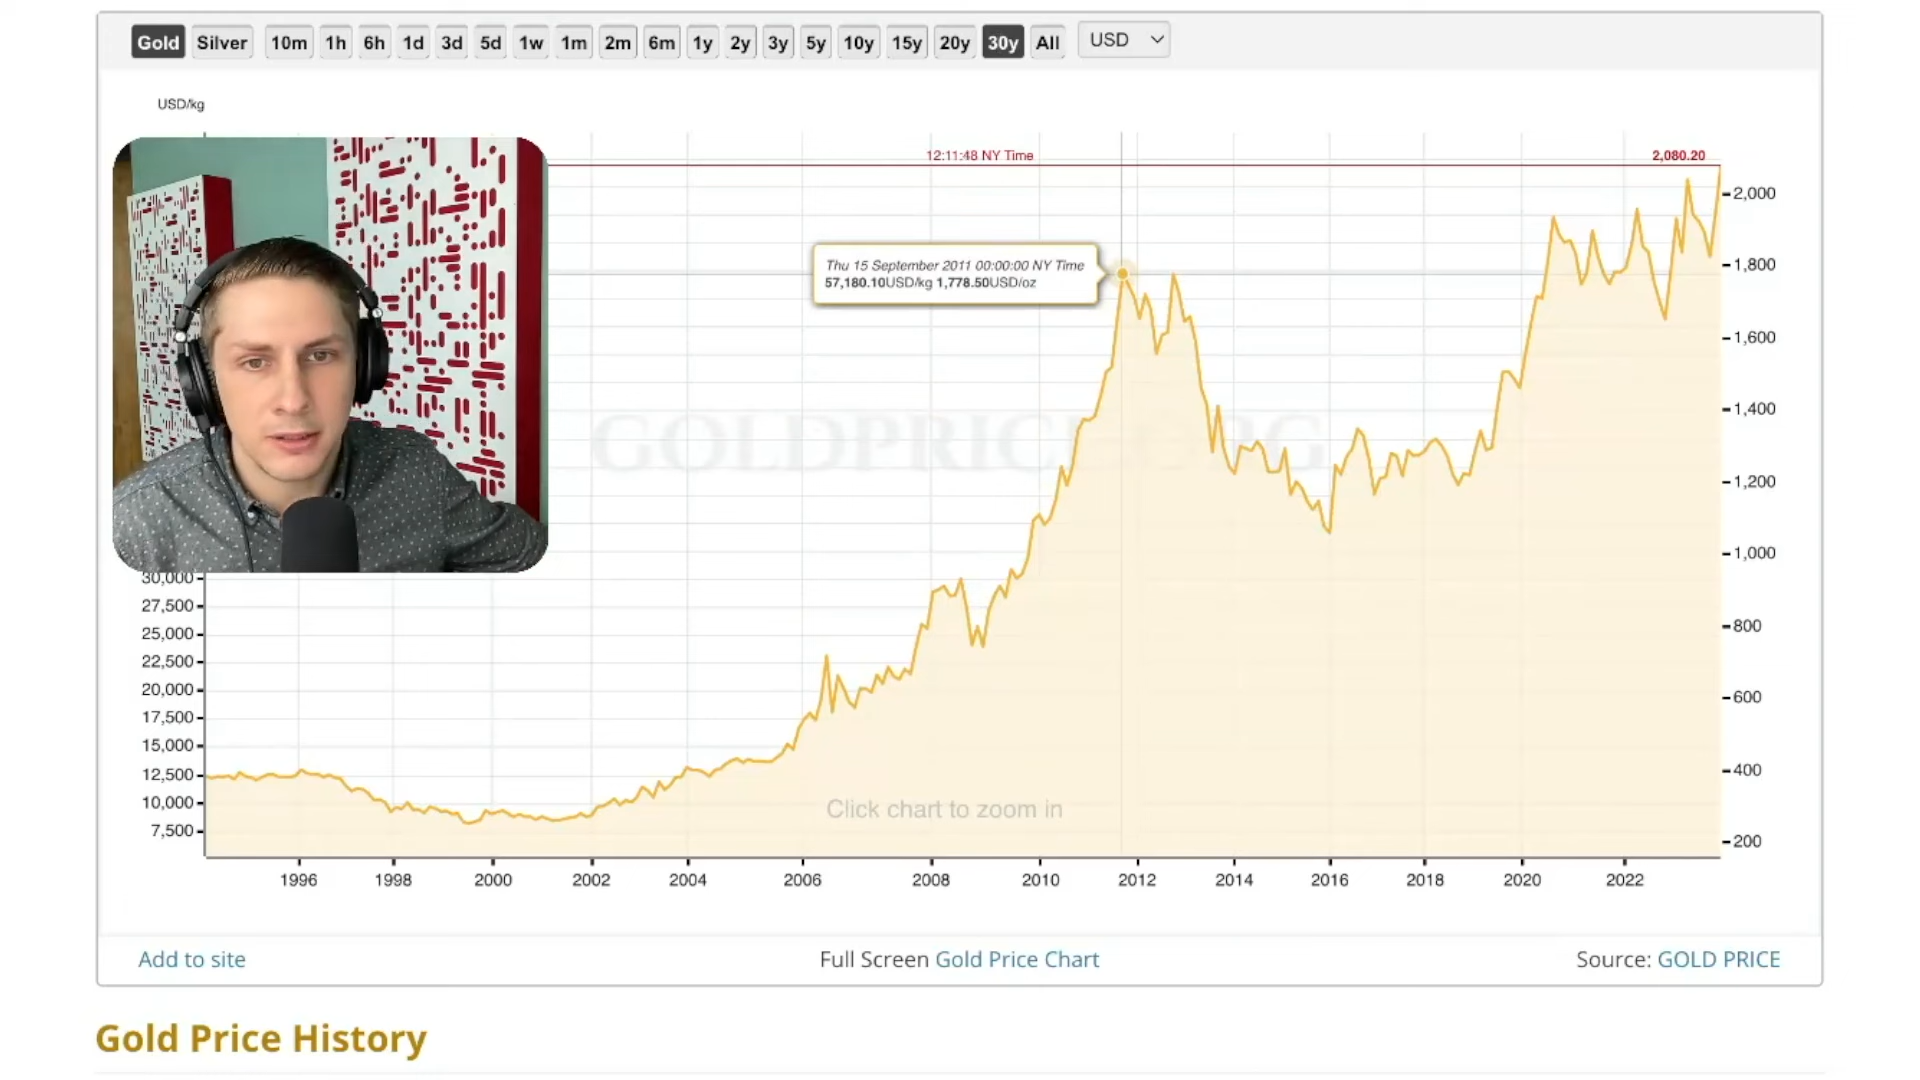 Gold Silver 10m 1h 6h 1d 3d 5d 1w 1m 2m 6m 1y 2y 3y 5y 10y 15y 20y 30y All USD
USD/kg
12:11:48 NY Time
2,080.20
Thu 15 September 2011 00:00:00 NY Time
57,180.10USD/kg 1,778.50USD/oz
2,000
1,800
1,600
1,400
1,200
1,000
800
600
400
200
30,000
27,500
25,000
22,500
20,000
17,500
15,000
12,500
10,000
7,500
GOLDPRIC RG
Click chart to zoom in
1996 1998 2000 2002 2004 2006 2008 2010 2012 2014 2016 2018 2020 2022
Add to site
Full Screen Gold Price Chart
Source: GOLD PRICE
Gold Price History